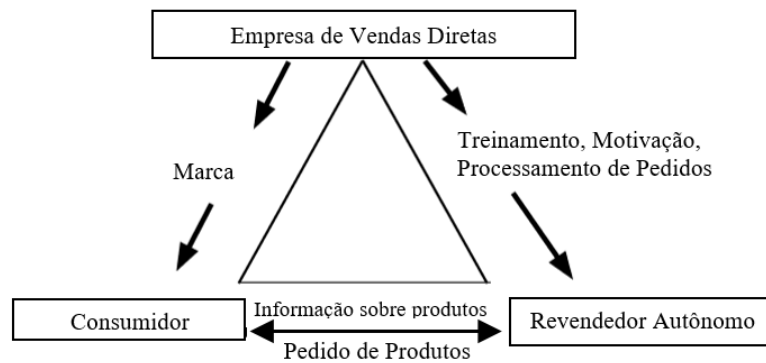 Empresa de Vendas Diretas
Marca
Treinamento, Motivação,
Processamento de Pedidos
Consumidor
Informação sobre produtos
Pedido de Produtos
Revendedor Autônomo